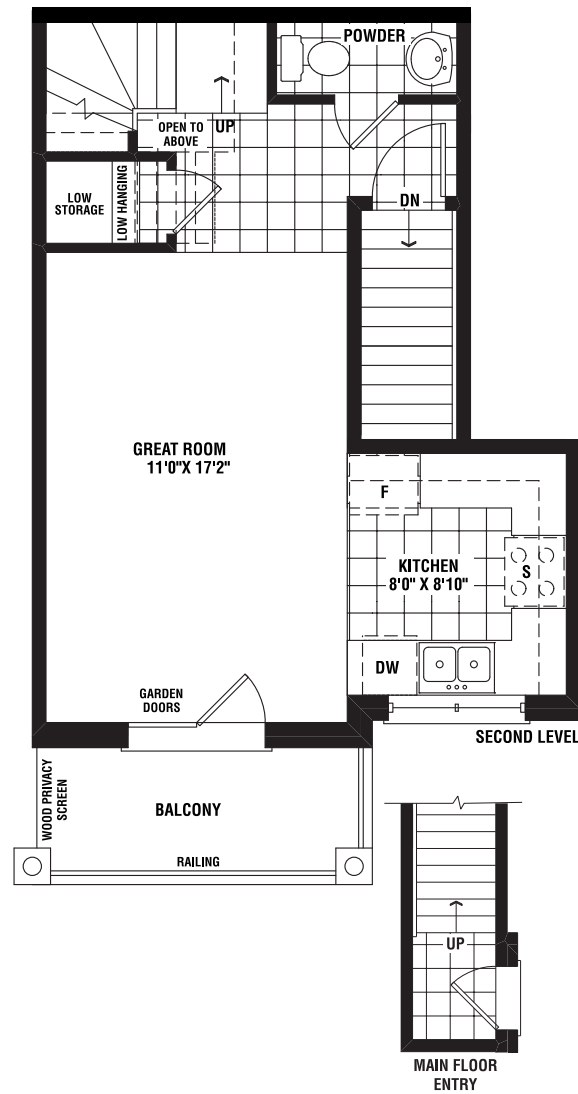 POWDER
OPEN TO
ABOVE
UP
LOW
STORAGE
LOW HANGING
DN
GREAT ROOM
11'0"X 17'2"
F
KITCHEN
8'0" X 8'10"
S
DW
GARDEN
DOORS
SECOND LEVEL
WOOD PRIVACY
SCREEN
BALCONY
RAILING
UP
MAIN FLOOR
ENTRY